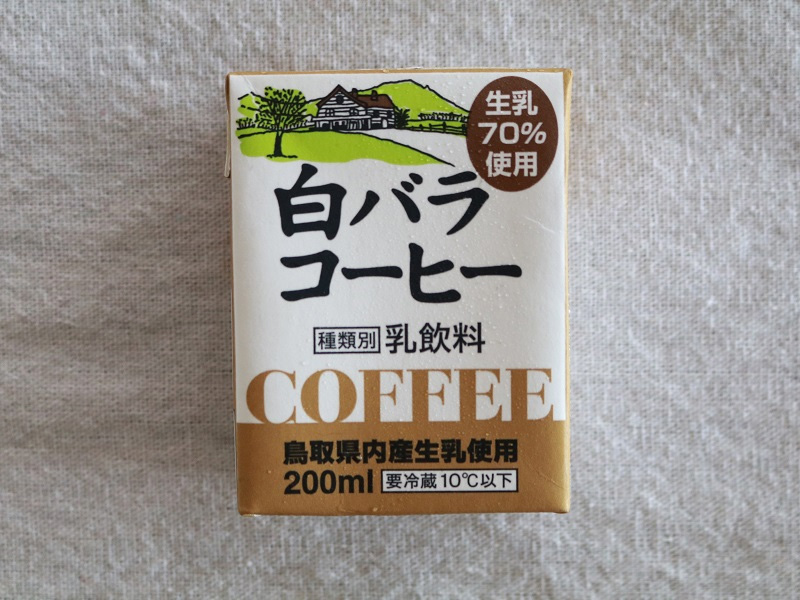 生乳
70%
使用
白バラ
コーヒー
種類別 乳飲料
COFFEE
鳥取県内産生乳使用
200ml 要冷蔵10℃以下